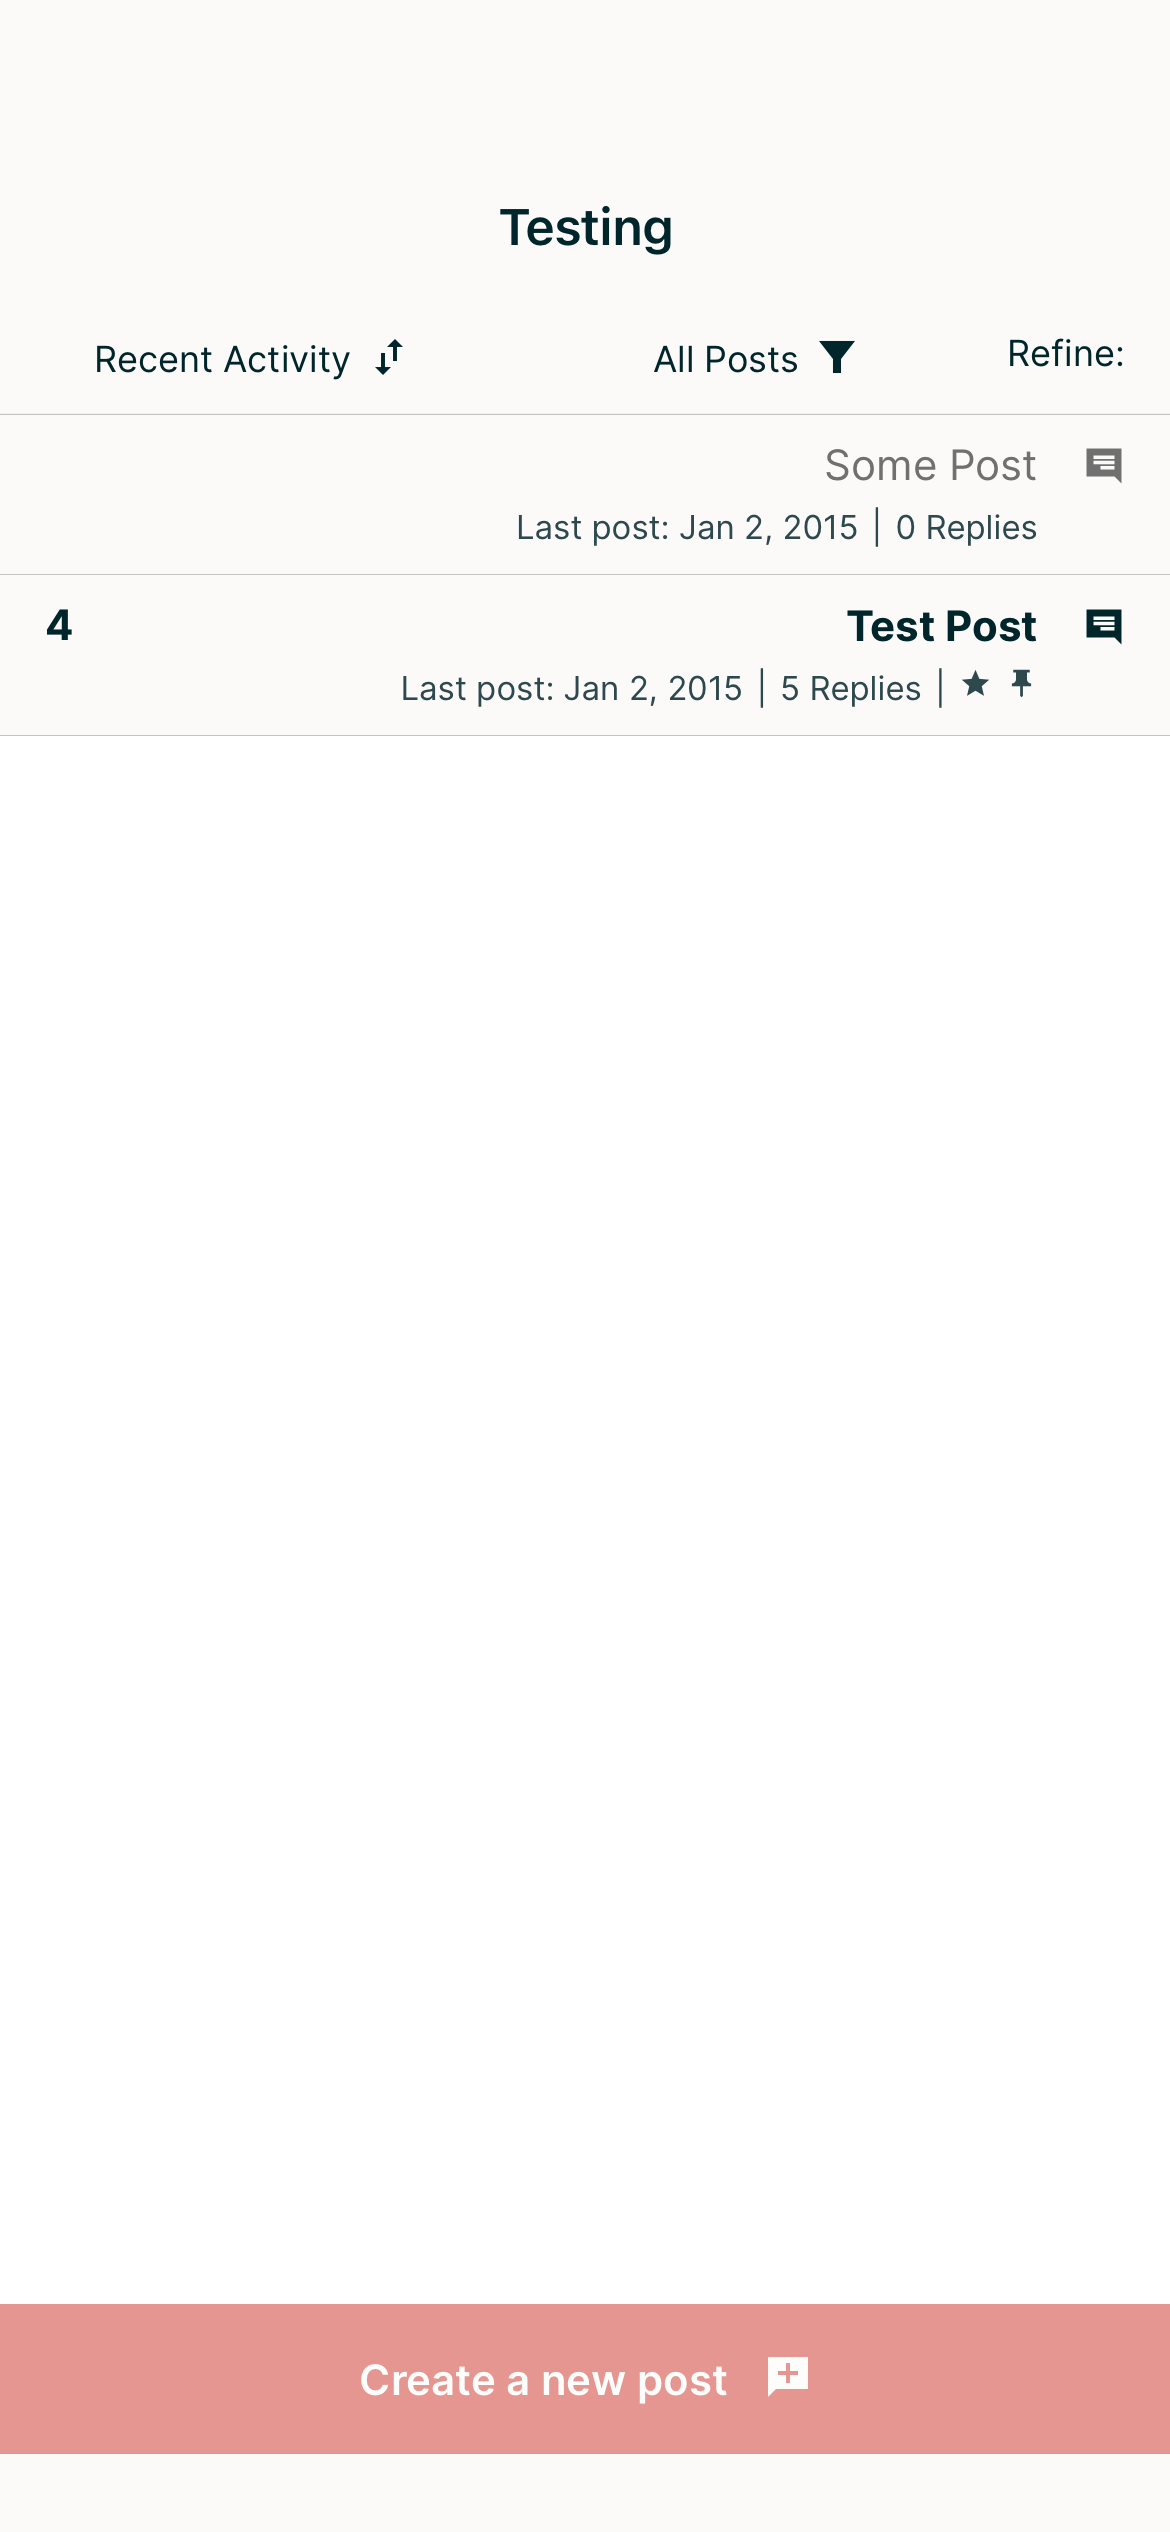 Testing
Refine: All Posts Recent Activity
Some Post
Last post: Jan 2, 2015 | 0 Replies
Test Post 4
Last post: Jan 2, 2015 | 5 Replies |
Create a new post